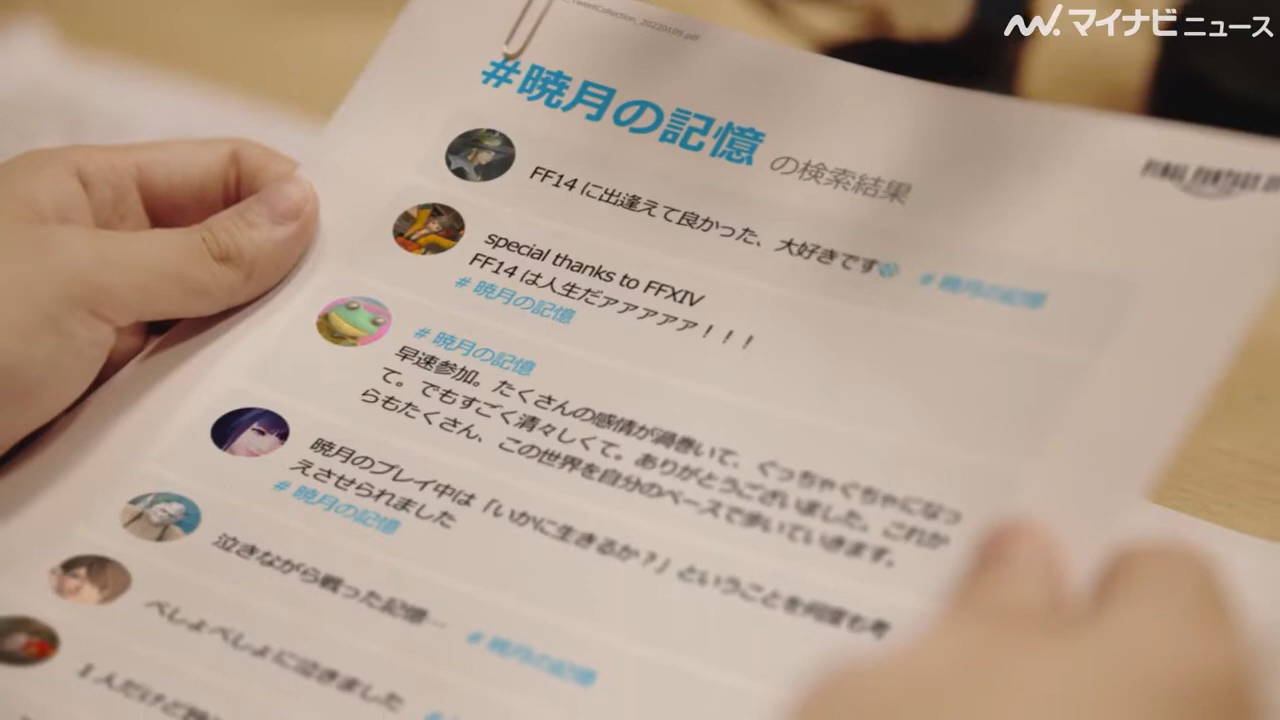 マイナビニュース
TweetCollection_20220109.pdf
#暁月の記憶 の検索結果
FF14 に出逢えて良かった、大好きです
# 暁月の記憶
special thanks to FFXIV
FF14 は人生だァァァァァ！！！
# 暁月の記憶
# 暁月の記憶
早速参加。たくさんの感情が渦巻いて、ぐっちゃぐちゃになっ
て。でもすごく清々しくて。ありがとうございました。これか
らもたくさん、この世界を自分のペースで歩いていきます。
暁月のプレイ中は「いかに生きるか？」ということを何度も考
えさせられました
# 暁月の記憶
泣きながら戦った記憶…
# 暁月の記憶
べしょべしょに泣きました
1 人だけど